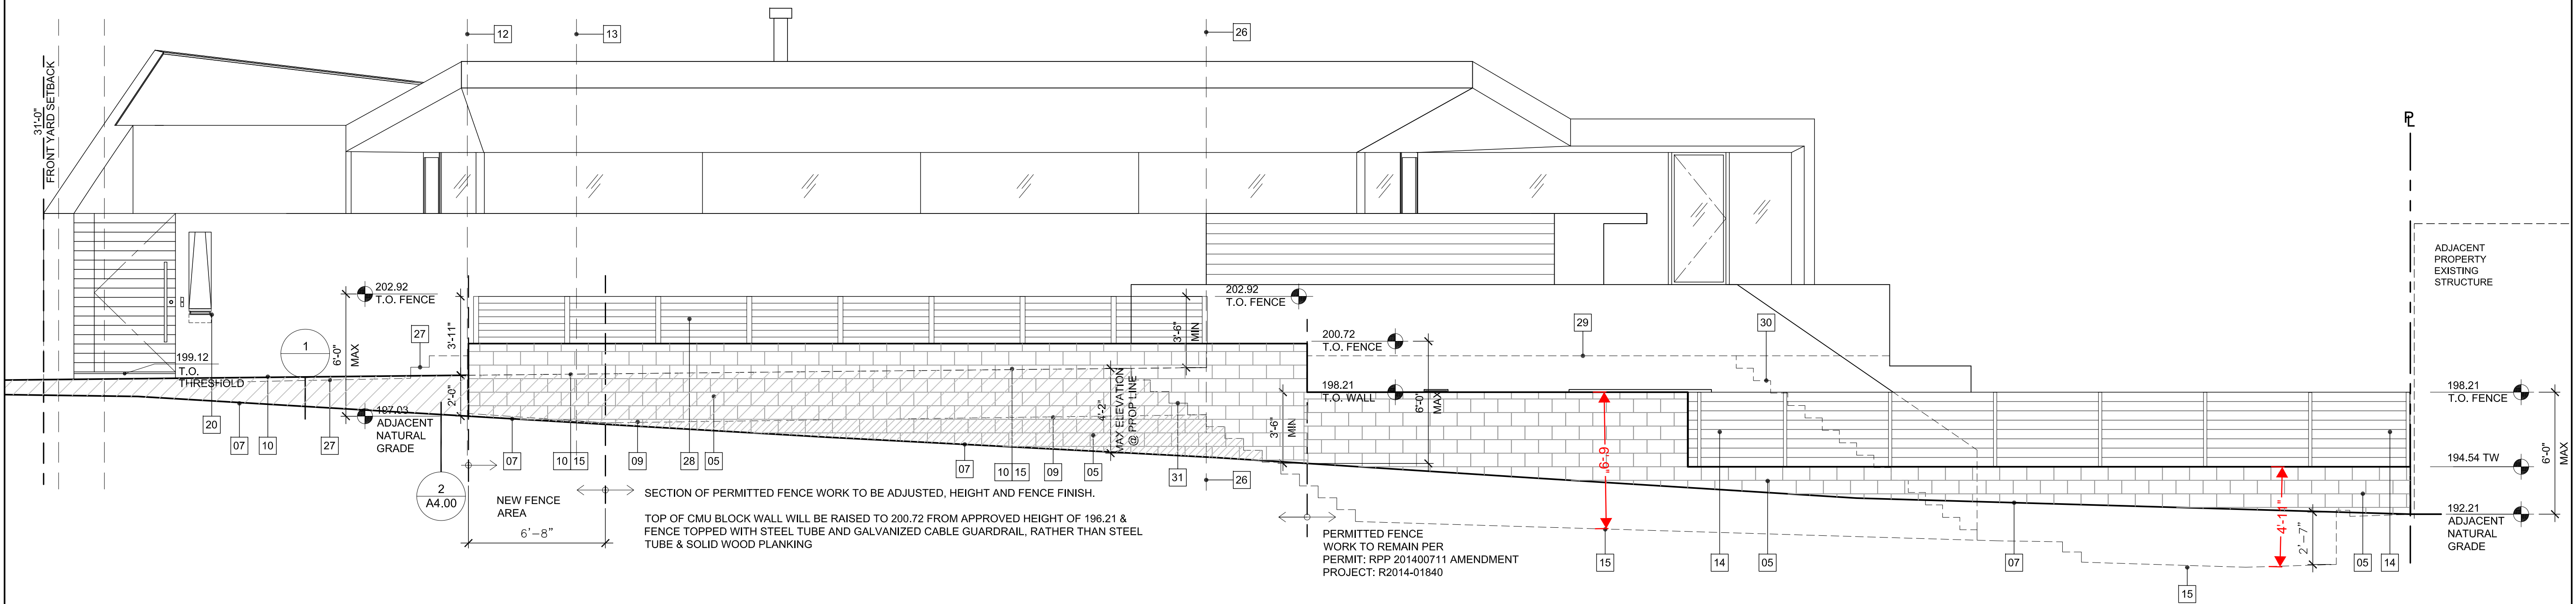 12
13
26
31'-0"
FRONT YARD SETBACK
PL
ADJACENT
PROPERTY
EXISTING
STRUCTURE
202.92
T.O. FENCE
202.92
T.O. FENCE
27
1
6'-0"
MAX
3'-11"
28
3'-6"
MIN
200.72
T.O. FENCE
29
30
199.12
T.O.
THRESHOLD
2'-0"
197.03
ADJACENT
NATURAL
GRADE
4'-2"
MAX ELEVATION
@ PROP LINE
198.21
T.O. WALL
6'-0"
MAX
3'-6"
MIN
198.21
T.O. FENCE
194.54 TW
6'-0"
MAX
192.21
ADJACENT
NATURAL
GRADE
20
07
10
27
07
10 15
09
28
05
07
10 15
09
05
31
26
2
A4.00
NEW FENCE
AREA
6'-8"
SECTION OF PERMITTED FENCE WORK TO BE ADJUSTED, HEIGHT AND FENCE FINISH.
TOP OF CMU BLOCK WALL WILL BE RAISED TO 200.72 FROM APPROVED HEIGHT OF 196.21 &
FENCE TOPPED WITH STEEL TUBE AND GALVANIZED CABLE GUARDRAIL, RATHER THAN STEEL
TUBE & SOLID WOOD PLANKING
PERMITTED FENCE
WORK TO REMAIN PER
PERMIT: RPP 201400711 AMENDMENT
PROJECT: R2014-01840
6'-9
15
14
05
07
4'-11"
2'-7"
05
14
15